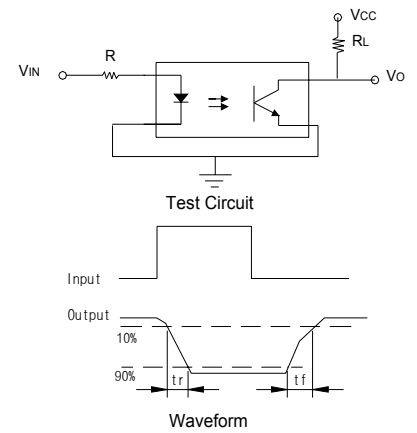 VCC
R
RL
VIN
VO
Test Circuit
Input
Output
10%
90%
tr
tf
Waveform